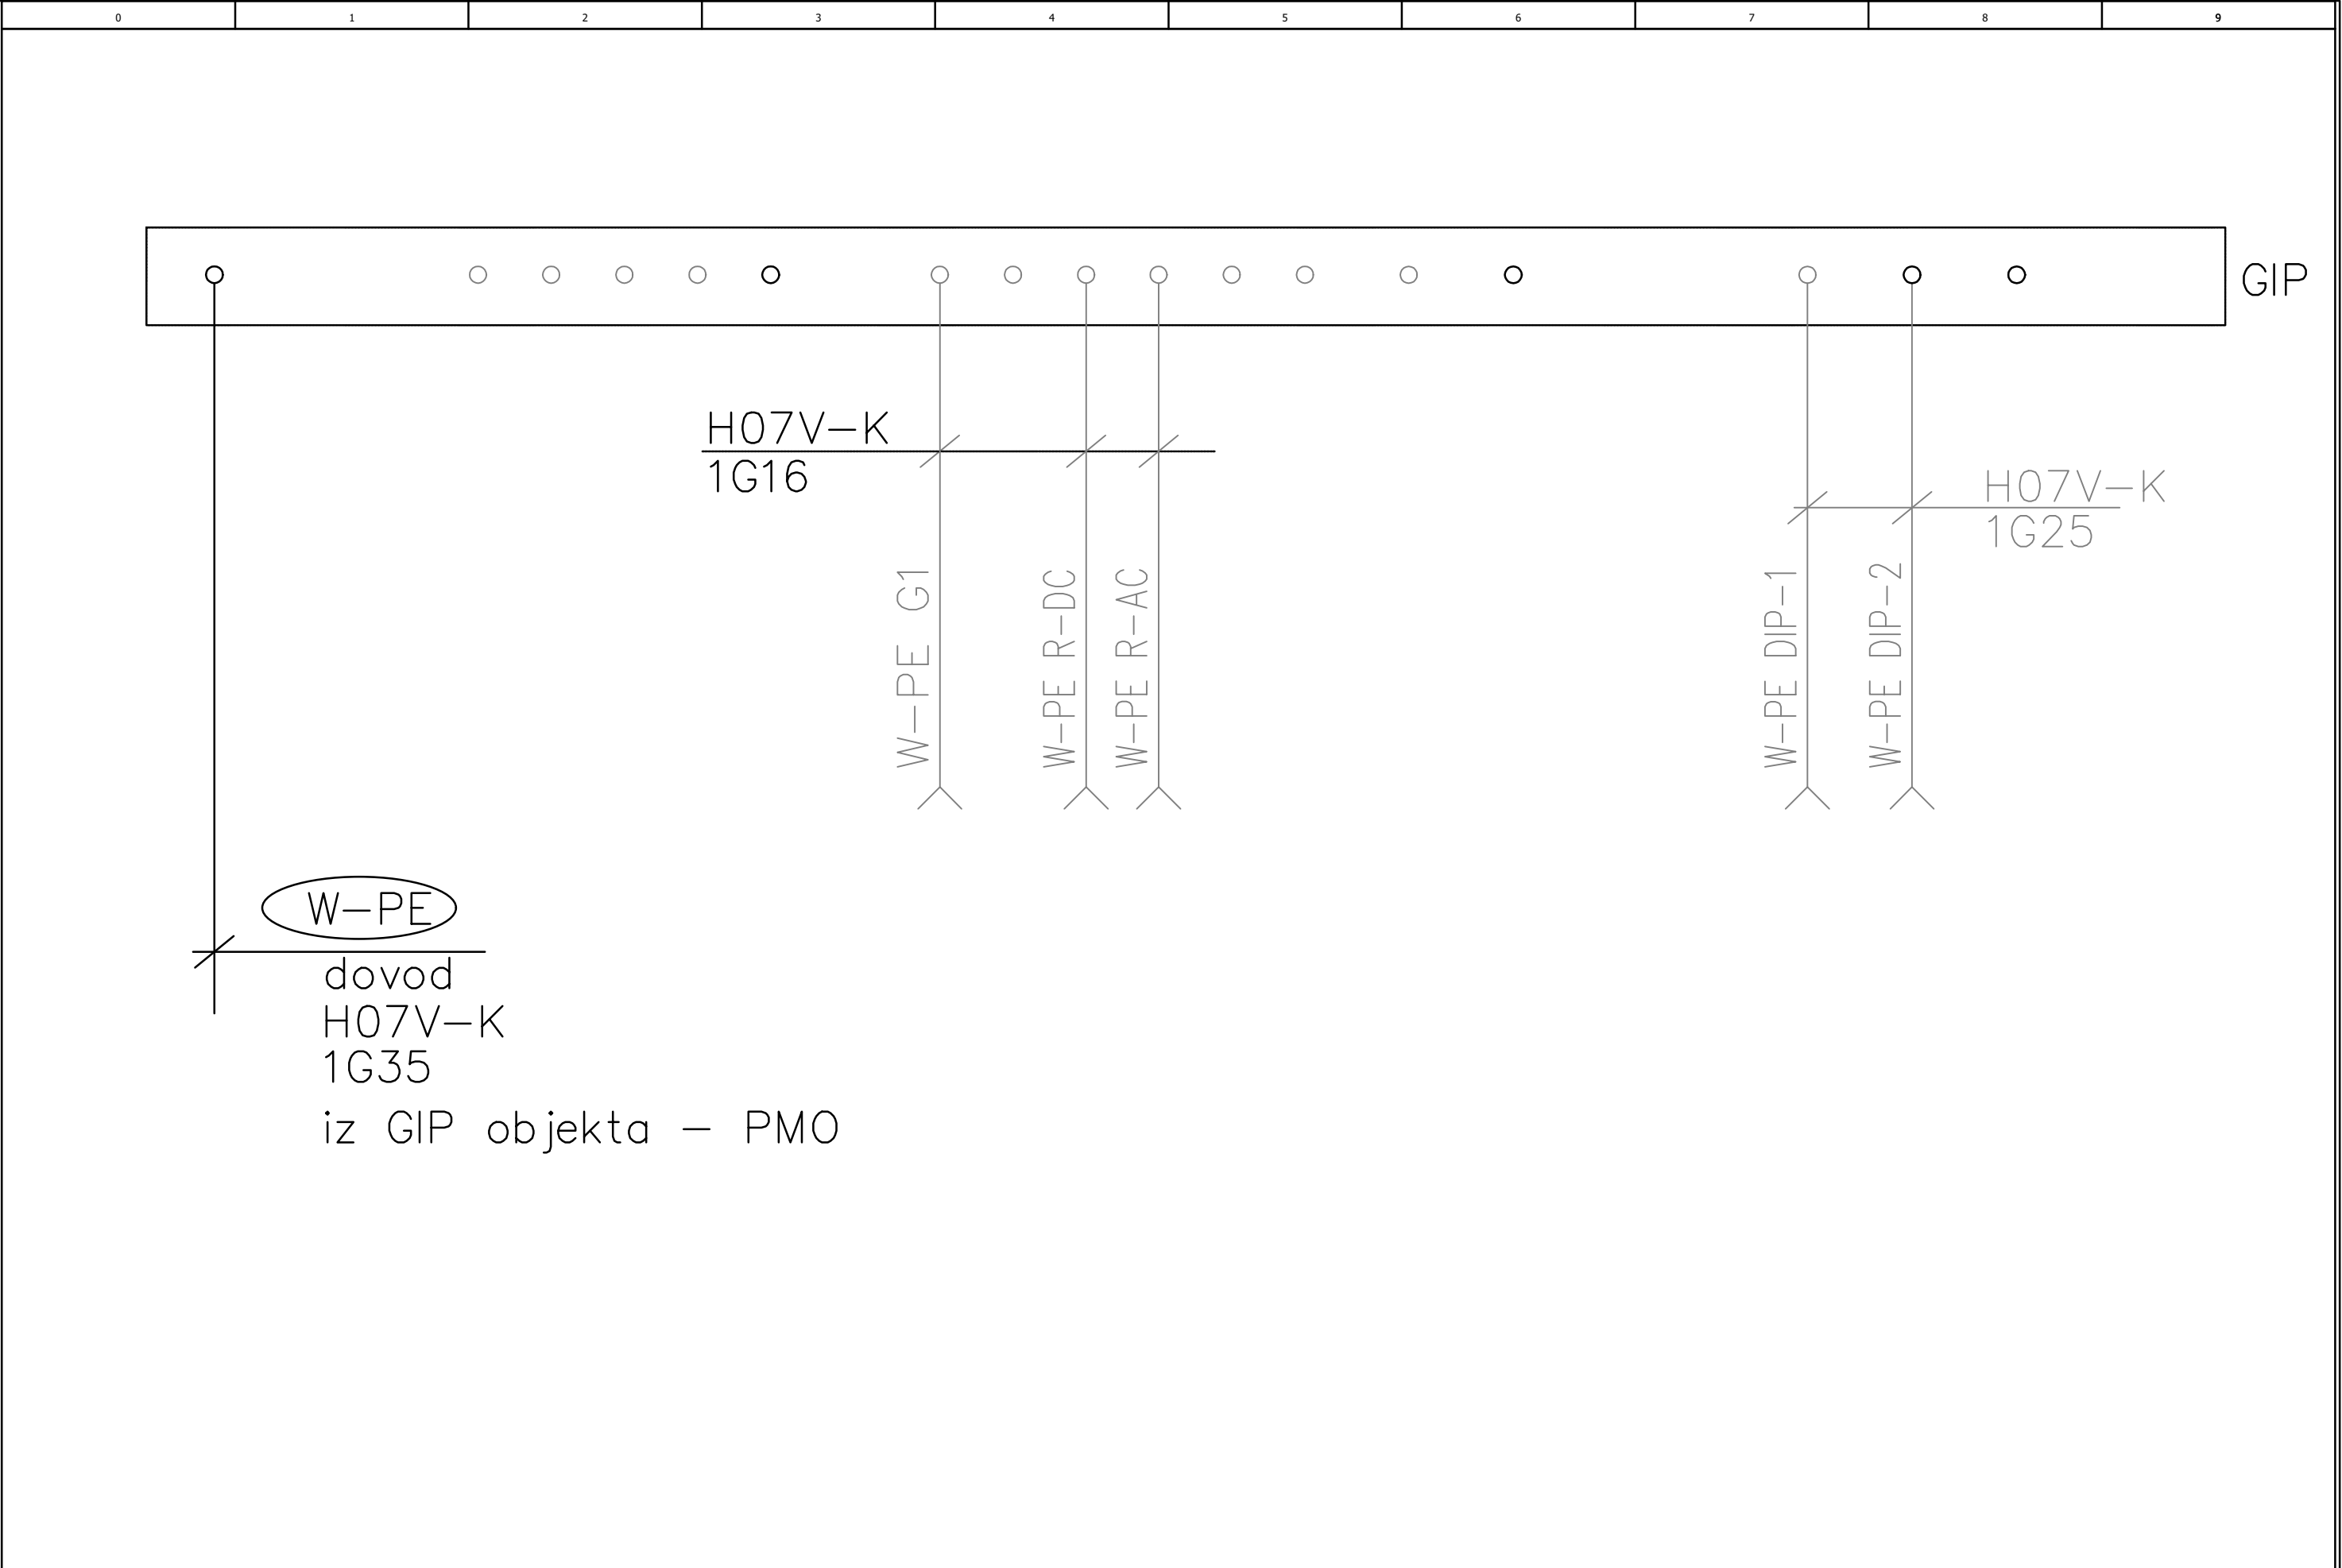 0 1 2 3 4 5 6 7 8 9
GIP
H07V-K
1G16
H07V-K
1G25
W-PE G1
W-PE R-DC
W-PE R-AC
W-PE DIP-1
W-PE DIP-2
W-PE
dovod
H07V-K
1G35
iz GIP objekta - PMO